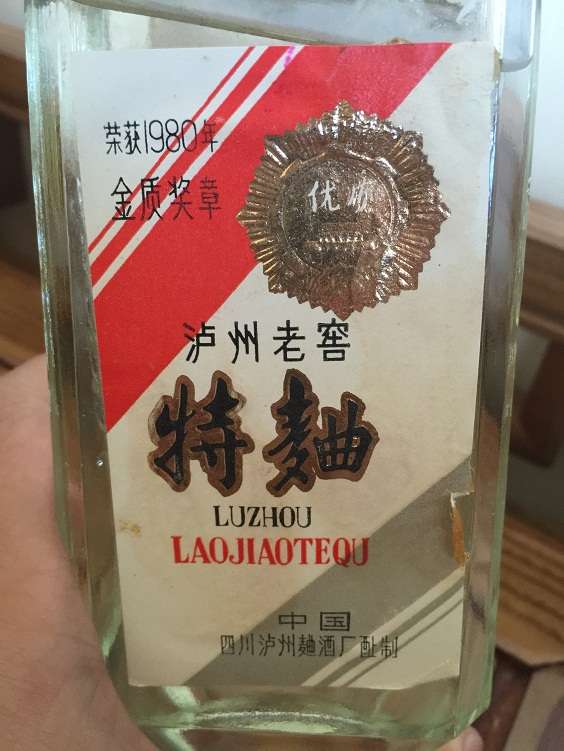 荣获1980年
金质奖章
优质
泸州老窖
特麯
LUZHOU
LAOJIAOTEQU
中国
四川泸州麯酒厂制